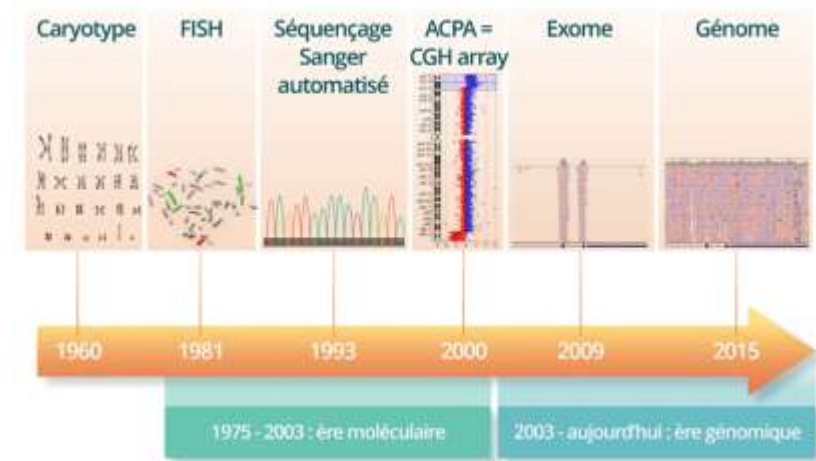 Caryotype
FISH
Séquençage
Sanger
automatisé
ACPA =
CGH array
Exome
Génome
1960
1981
1993
2000
2009
2015
1975 - 2003 : ère moléculaire
2003 - aujourd'hui : ère génomique